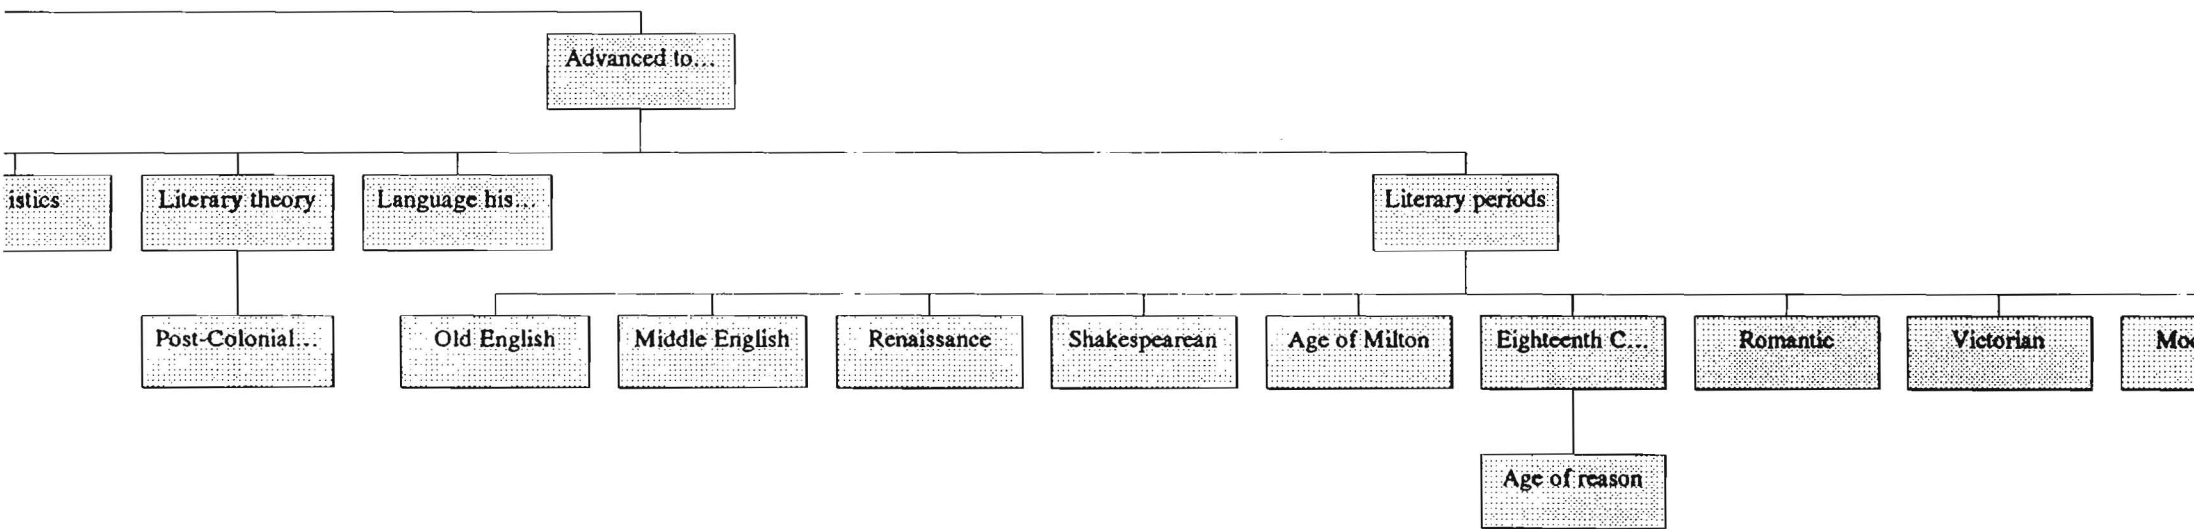 Advanced to...
istics
Literary theory
Language his...
Literary periods
Post-Colonial...
Old English
Middle English
Renaissance
Shakespearean
Age of Milton
Eighteenth C...
Romantic
Victorian
Age of reason